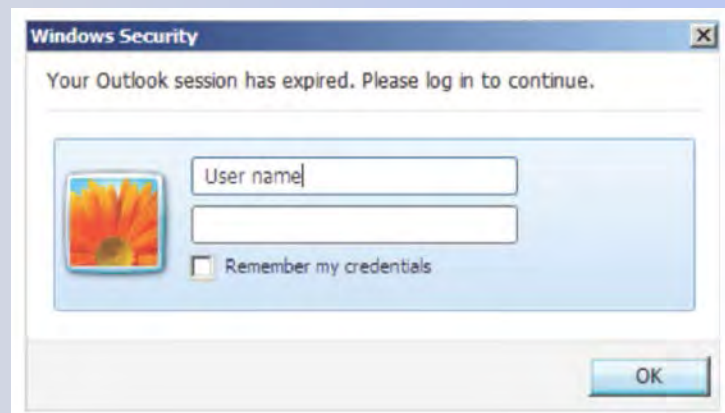 Windows Security
Your Outlook session has expired. Please log in to continue.
User name
Remember my credentials
OK